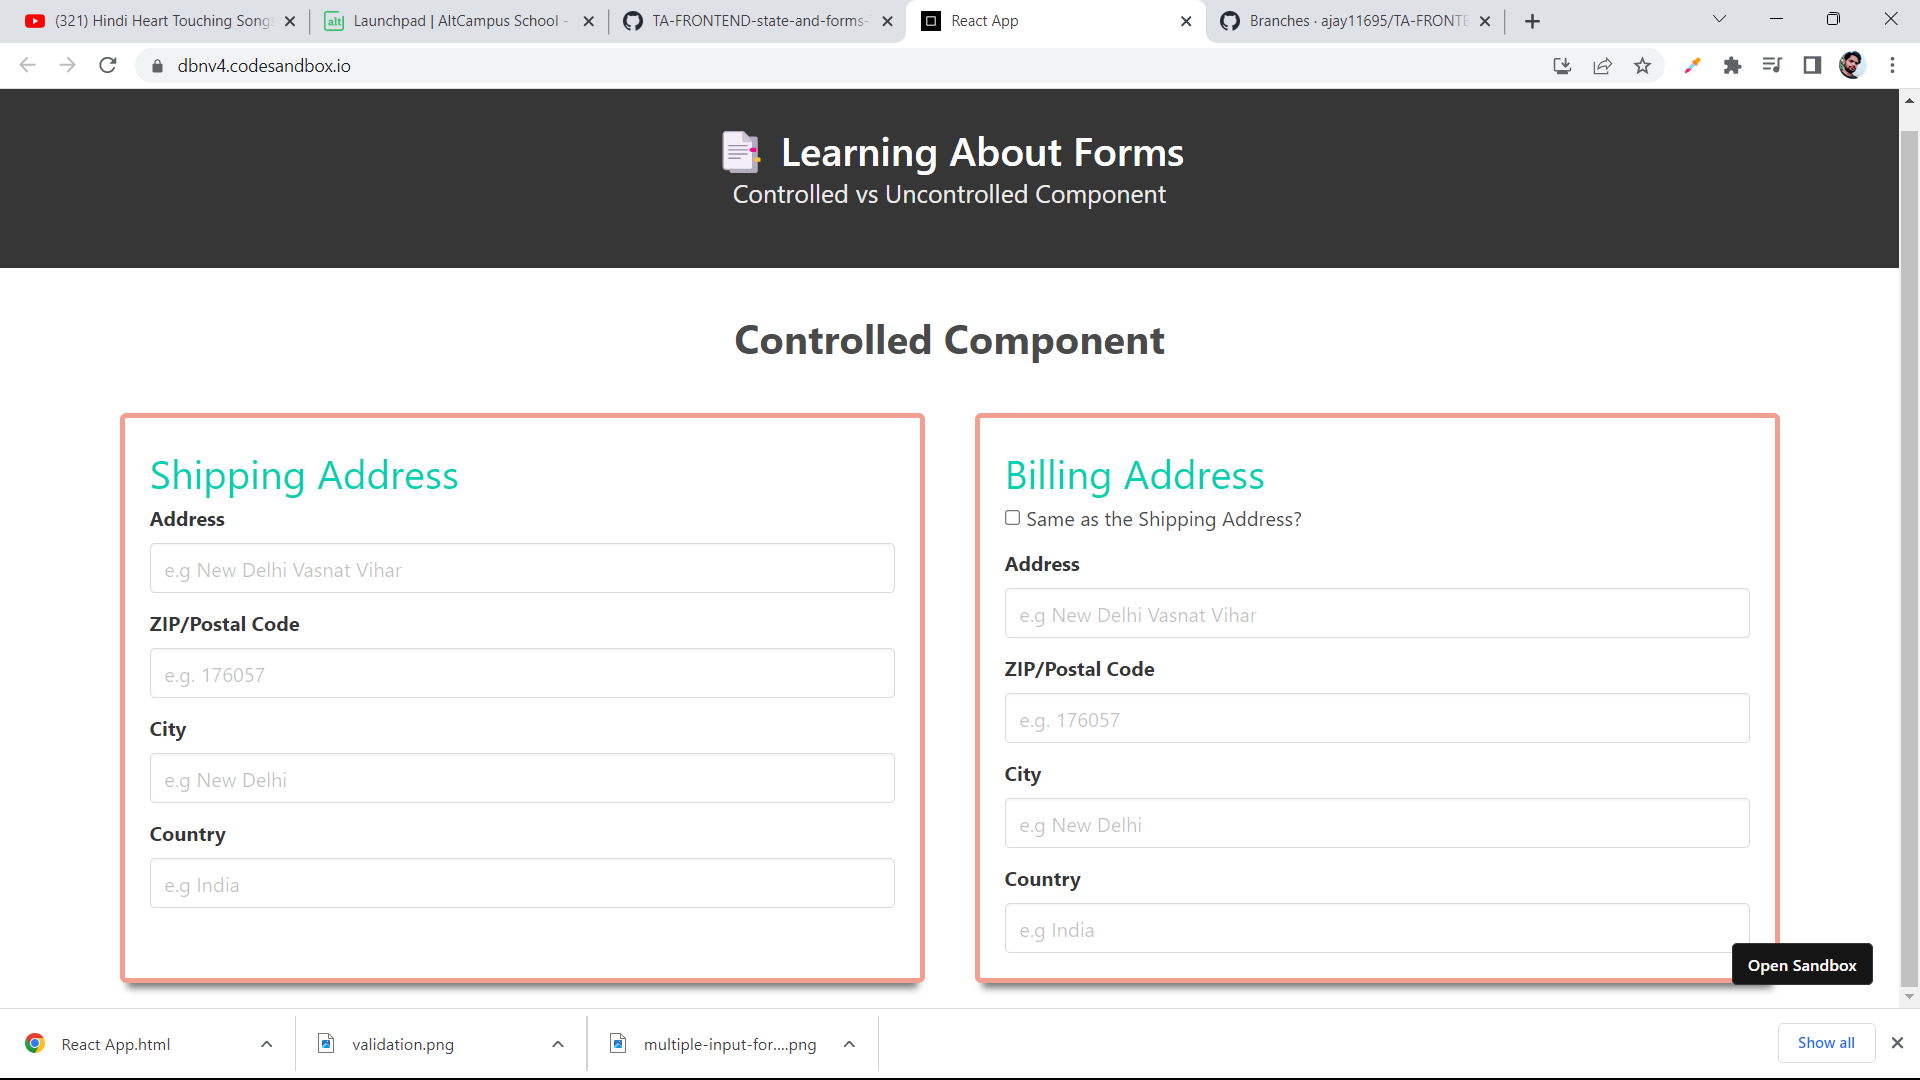 (321) Hindi Heart Touching Song
Launchpad | AltCampus School -
TA-FRONTEND-state-and-forms-
React App
Branches · ajay11695/TA-FRONTE
dbnv4.codesandbox.io
Learning About Forms
Controlled vs Uncontrolled Component
Controlled Component
Shipping Address
Address
e.g New Delhi Vasnat Vihar
ZIP/Postal Code
e.g. 176057
City
e.g New Delhi
Country
e.g India
Billing Address
Same as the Shipping Address?
Address
e.g New Delhi Vasnat Vihar
ZIP/Postal Code
e.g. 176057
City
e.g New Delhi
Country
e.g India
Open Sandbox
React App.html
validation.png
multiple-input-for....png
Show all